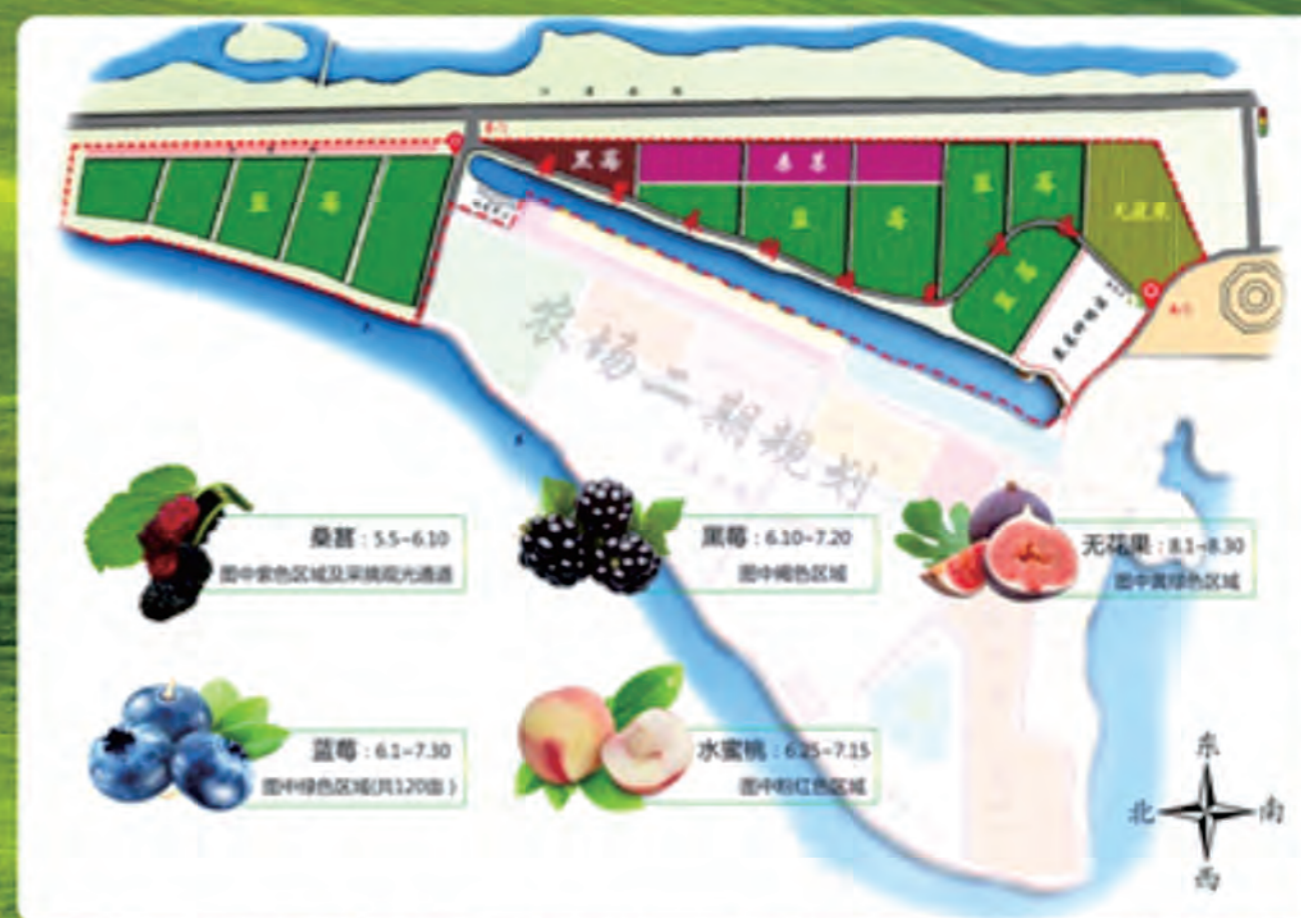 黑莓
桑葚
蓝 莓
蓝 莓
蓝 莓
蓝莓
无花果
农场二期规划
桑葚：5.5~6.10
图中紫色区域及采摘观光通道
黑莓：6.10~7.20
图中褐色区域
无花果：8.1~8.30
图中黄绿色区域
蓝莓：6.1~7.30
图中绿色区域(共120亩)
水蜜桃：6.25~7.15
图中粉红色区域
东
北
南
西